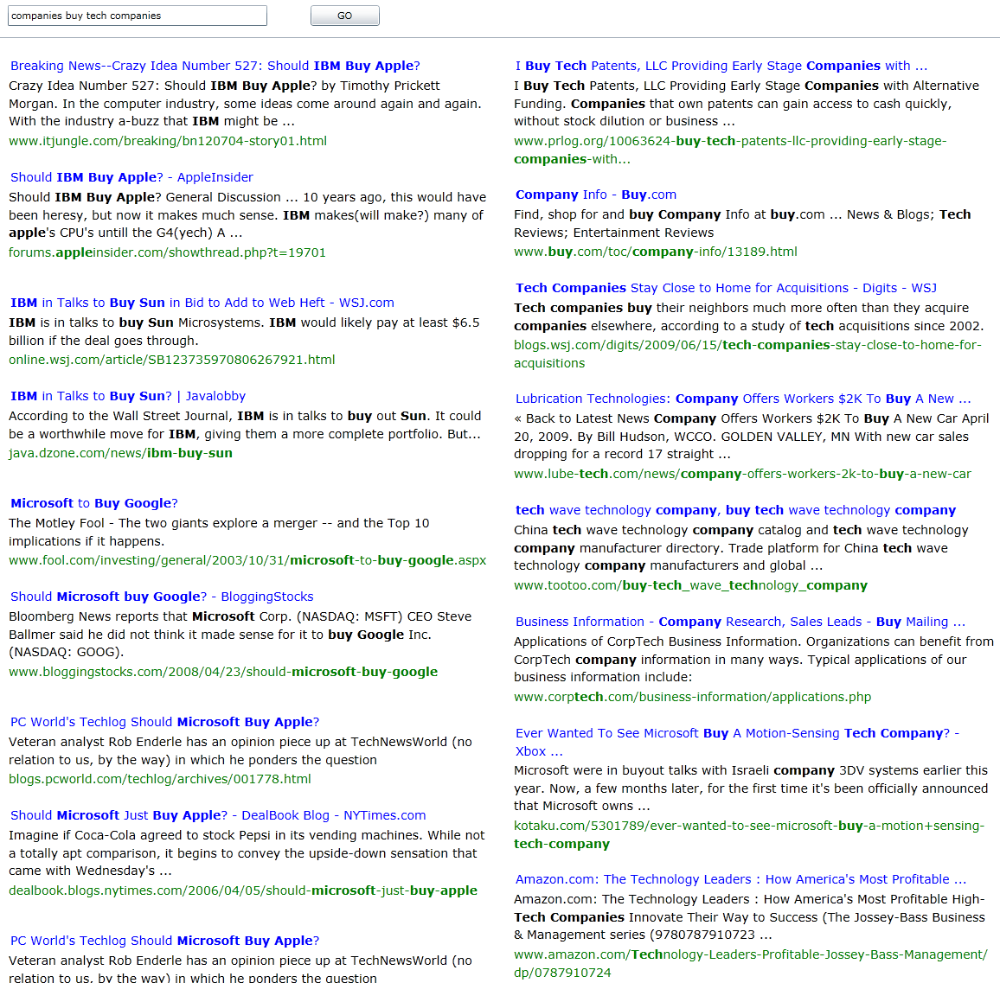 companies buy tech companies
GO
Breaking News--Crazy Idea Number 527: Should IBM Buy Apple?
Crazy Idea Number 527: Should IBM Buy Apple? by Timothy Prickett
Morgan. In the computer industry, some ideas come around again and again.
With the industry a-buzz that IBM might be ...
www.itjungle.com/breaking/bn120704-story01.html
Should IBM Buy Apple? - AppleInsider
Should IBM Buy Apple? General Discussion ... 10 years ago, this would have
been heresy, but now it makes much sense. IBM makes(will make?) many of
apple's CPU's untill the G4(yech) A ...
forums.appleinsider.com/showthread.php?t=19701
IBM in Talks to Buy Sun in Bid to Add to Web Heft - WSJ.com
IBM is in talks to buy Sun Microsystems. IBM would likely pay at least $6.5
billion if the deal goes through.
online.wsj.com/article/SB123735970806267921.html
IBM in Talks to Buy Sun? | Javalobby
According to the Wall Street Journal, IBM is in talks to buy out Sun. It could
be a worthwhile move for IBM, giving them a more complete portfolio. But...
java.dzone.com/news/ibm-buy-sun
Microsoft to Buy Google?
The Motley Fool - The two giants explore a merger -- and the Top 10
implications if it happens.
www.fool.com/investing/general/2003/10/31/microsoft-to-buy-google.aspx
Should Microsoft buy Google? - BloggingStocks
Bloomberg News reports that Microsoft Corp. (NASDAQ: MSFT) CEO Steve
Ballmer said he did not think it made sense for it to buy Google Inc.
(NASDAQ: GOOG).
www.bloggingstocks.com/2008/04/23/should-microsoft-buy-google
PC World's Techlog Should Microsoft Buy Apple?
Veteran analyst Rob Enderle has an opinion piece up at TechNewsWorld (no
relation to us, by the way) in which he ponders the question
blogs.pcworld.com/techlog/archives/001778.html
Should Microsoft Just Buy Apple? - DealBook Blog - NYTimes.com
Imagine if Coca-Cola agreed to stock Pepsi in its vending machines. While not
a totally apt comparison, it begins to convey the upside-down sensation that
came with Wednesday's ...
dealbook.blogs.nytimes.com/2006/04/05/should-microsoft-just-buy-apple
PC World's Techlog Should Microsoft Buy Apple?
Veteran analyst Rob Enderle has an opinion piece up at TechNewsWorld (no
relation to us, by the way) in which he ponders the question
I Buy Tech Patents, LLC Providing Early Stage Companies with ...
I Buy Tech Patents, LLC Providing Early Stage Companies with Alternative
Funding. Companies that own patents can gain access to cash quickly,
without stock dilution or business ...
www.prlog.org/10063624-buy-tech-patents-llc-providing-early-stage-
companies-with...
Company Info - Buy.com
Find, shop for and buy Company Info at buy.com ... News & Blogs; Tech
Reviews; Entertainment Reviews
www.buy.com/toc/company-info/13189.html
Tech Companies Stay Close to Home for Acquisitions - Digits - WSJ
Tech companies buy their neighbors much more often than they acquire
companies elsewhere, according to a study of tech acquisitions since 2002.
blogs.wsj.com/digits/2009/06/15/tech-companies-stay-close-to-home-for-
acquisitions
Lubrication Technologies: Company Offers Workers $2K To Buy A New ...
« Back to Latest News Company Offers Workers $2K To Buy A New Car April
20, 2009. By Bill Hudson, WCCO. GOLDEN VALLEY, MN With new car sales
dropping for a record 17 straight ...
www.lube-tech.com/news/company-offers-workers-2k-to-buy-a-new-car
tech wave technology company, buy tech wave technology company
China tech wave technology company catalog and tech wave technology
company manufacturer directory. Trade platform for China tech wave
technology company manufacturers and global ...
www.tootoo.com/buy-tech_wave_technology_company
Business Information - Company Research, Sales Leads - Buy Mailing ...
Applications of CorpTech Business Information. Organizations can benefit from
CorpTech company information in many ways. Typical applications of our
business information include:
www.corptech.com/business-information/applications.php
Ever Wanted To See Microsoft Buy A Motion-Sensing Tech Company? -
Xbox ...
Microsoft were in buyout talks with Israeli company 3DV systems earlier this
year. Now, a few months later, for the first time it's been officially announced
that Microsoft owns ...
kotaku.com/5301789/ever-wanted-to-see-microsoft-buy-a-motion+sensing-
tech-company
Amazon.com: The Technology Leaders : How America's Most Profitable ...
Amazon.com: The Technology Leaders : How America's Most Profitable High-
Tech Companies Innovate Their Way to Success (The Jossey-Bass Business
& Management series (9780787910723 ...
www.amazon.com/Technology-Leaders-Profitable-Jossey-Bass-Management/
dp/0787910724